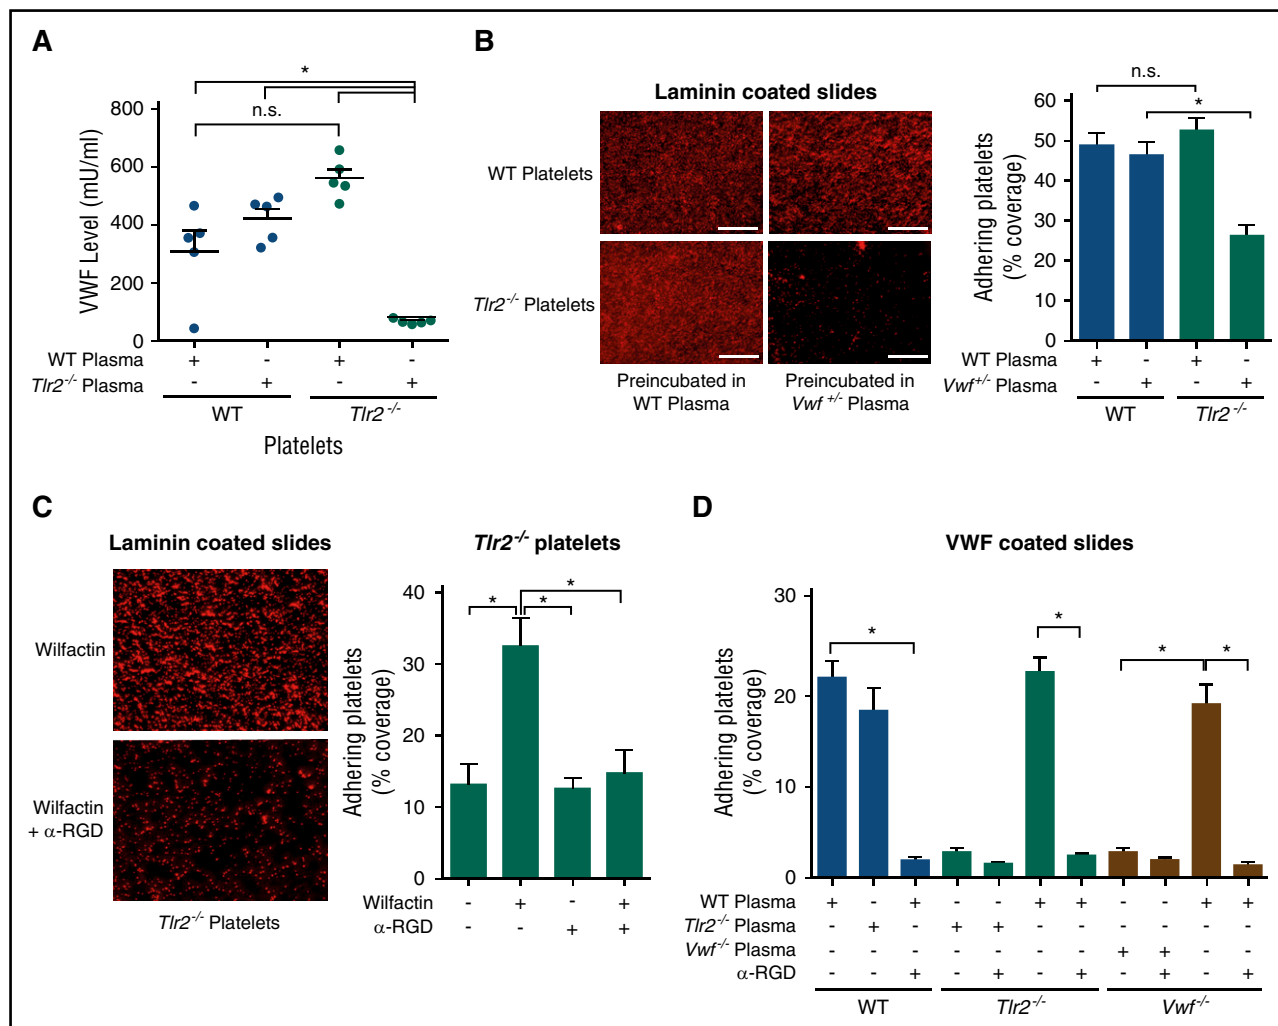 A
*
n.s.
800
600
400
200
0
VWF Level (mU/ml)
WT Plasma + - + -
Tlr2-/- Plasma - + - +
WT Tlr2-/-
Platelets
B
Laminin coated slides
WT Platelets
Tlr2-/- Platelets
Preincubated in WT Plasma
Preincubated in Vwf +/- Plasma
n.s.
*
60
50
40
30
20
10
0
Adhering platelets
(% coverage)
WT Plasma + - + -
Vwf+/- Plasma - + - +
WT Tlr2-/-
C
Laminin coated slides
Wilfactin
Wilfactin
+ α-RGD
Tlr2-/- Platelets
Tlr2-/- platelets
*
* *
40
30
20
10
0
Adhering platelets
(% coverage)
Wilfactin - + - +
α-RGD - - + +
D
VWF coated slides
*
* * *
30
20
10
0
Adhering platelets
(% coverage)
WT Plasma + - + - - + + - - + +
Tlr2-/- Plasma - + - + + - - - - - -
Vwf-/- Plasma - - - - - - - + + - -
α-RGD - - + - + - + - + - +
WT Tlr2-/- Vwf-/-